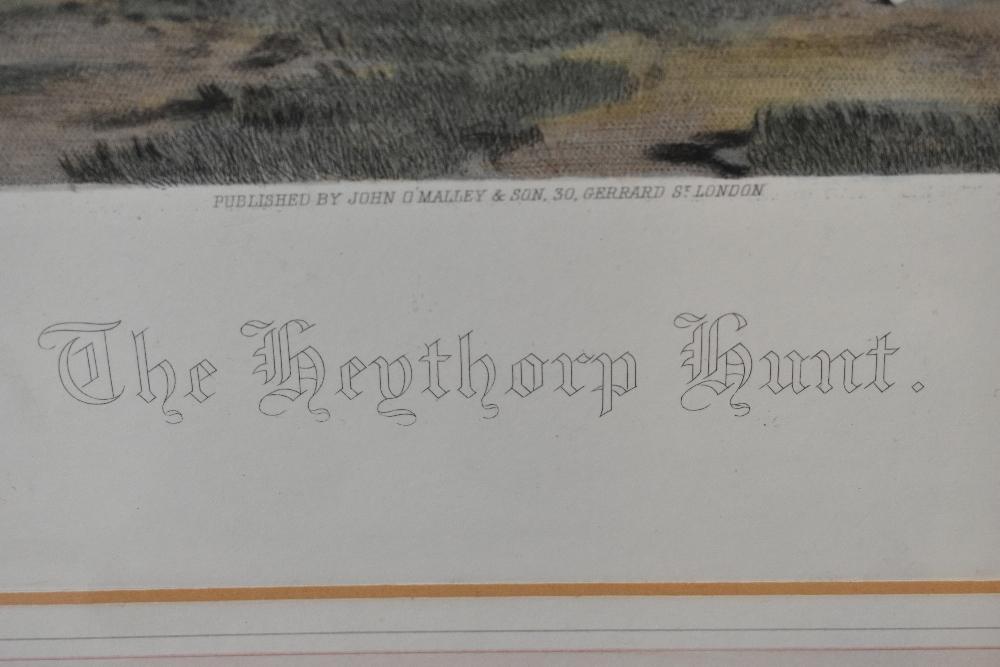 PUBLISHED BY JOHN O'MALLEY & SON, 30, GERRARD ST. LONDON
The Heythorp Hunt.